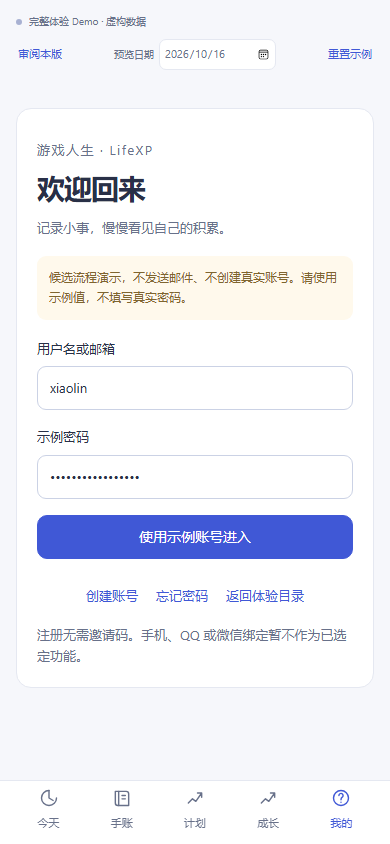 完整体验 Demo · 虚构数据
审阅本版 预览日期 2026/10/16 重置示例
游戏人生 · LifeXP
欢迎回来
记录小事，慢慢看见自己的积累。
候选流程演示，不发送邮件、不创建真实账号。请使用
示例值，不填写真实密码。
用户名或邮箱
xiaolin
示例密码
•••••••••••••••••
使用示例账号进入
创建账号 忘记密码 返回体验目录
注册无需邀请码。手机、QQ 或微信绑定暂不作为已选
定功能。
今天 手账 计划 成长 我的